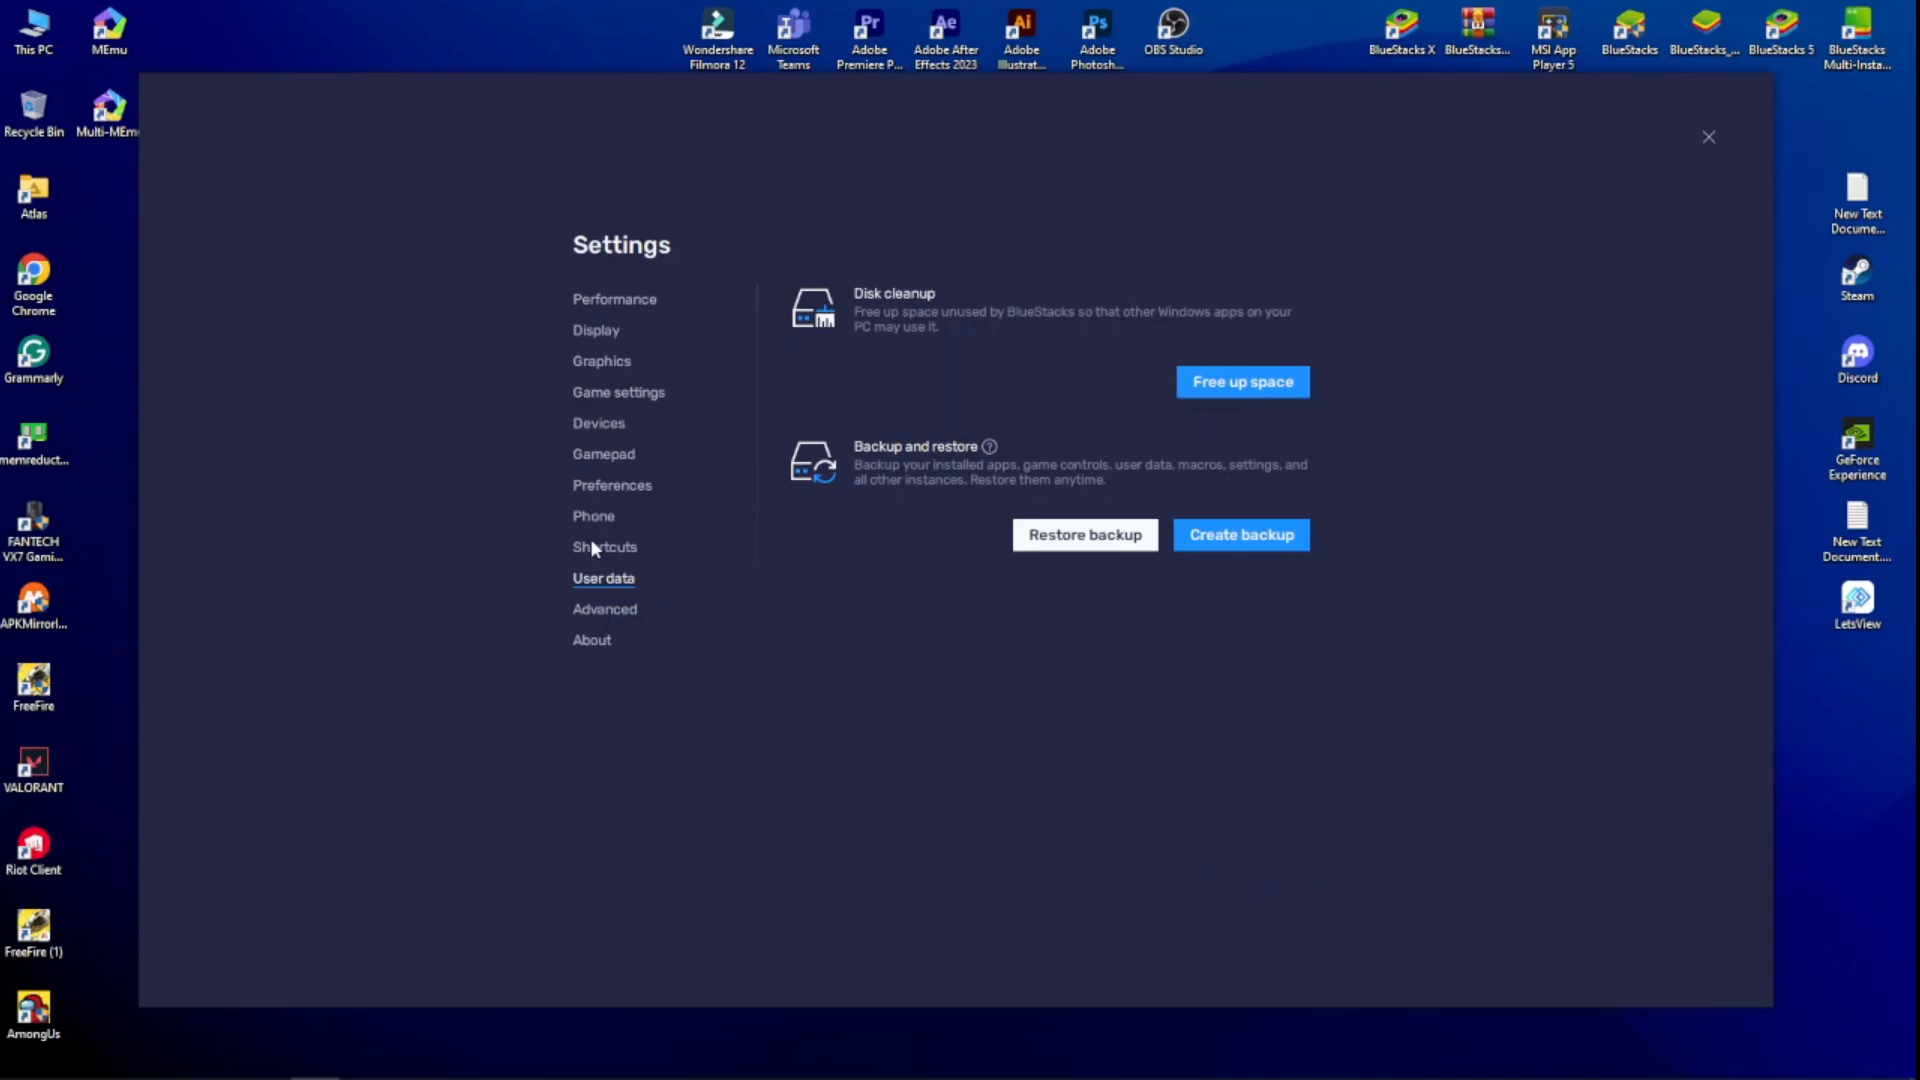 This PC
MEmu
Wondershare
Filmora 12
Microsoft
Teams
Adobe
Premiere P...
Adobe After
Effects 2023
Adobe
Illustrat...
Adobe
Photosh...
OBS Studio
BlueStacks X
BlueStacks...
MSI App
Player 5
BlueStacks
BlueStacks_...
BlueStacks 5
BlueStacks
Multi-Insta...
Recycle Bin
Multi-MEm
Atlas
Google
Chrome
Grammarly
memreduct...
FANTECH
VX7 Gami...
APKMirrorI...
FreeFire
VALORANT
Riot Client
FreeFire (1)
AmongUs
Settings
Performance
Display
Graphics
Game settings
Devices
Gamepad
Preferences
Phone
Shortcuts
User data
Advanced
About
Disk cleanup
Free up space unused by BlueStacks so that other Windows apps on your
PC may use it.
Free up space
Backup and restore ?
Backup your installed apps, game controls, user data, macros, settings, and
all other instances. Restore them anytime.
Restore backup
Create backup
New Text
Docume...
Steam
Discord
GeForce
Experience
New Text
Document....
LetsView